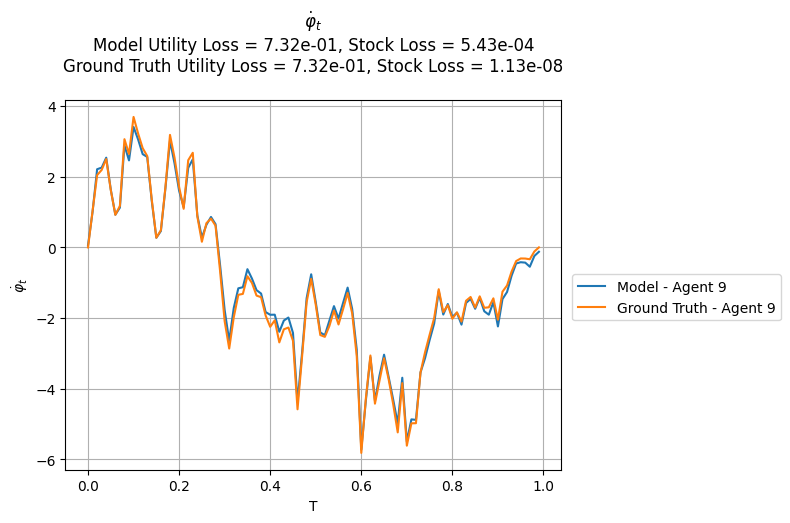 φ̇ₜ
Model Utility Loss = 7.32e-01, Stock Loss = 5.43e-04
Ground Truth Utility Loss = 7.32e-01, Stock Loss = 1.13e-08
4
2
0
−2
−4
−6
φ̇ₜ
0.0 0.2 0.4 0.6 0.8 1.0
T
Model - Agent 9
Ground Truth - Agent 9